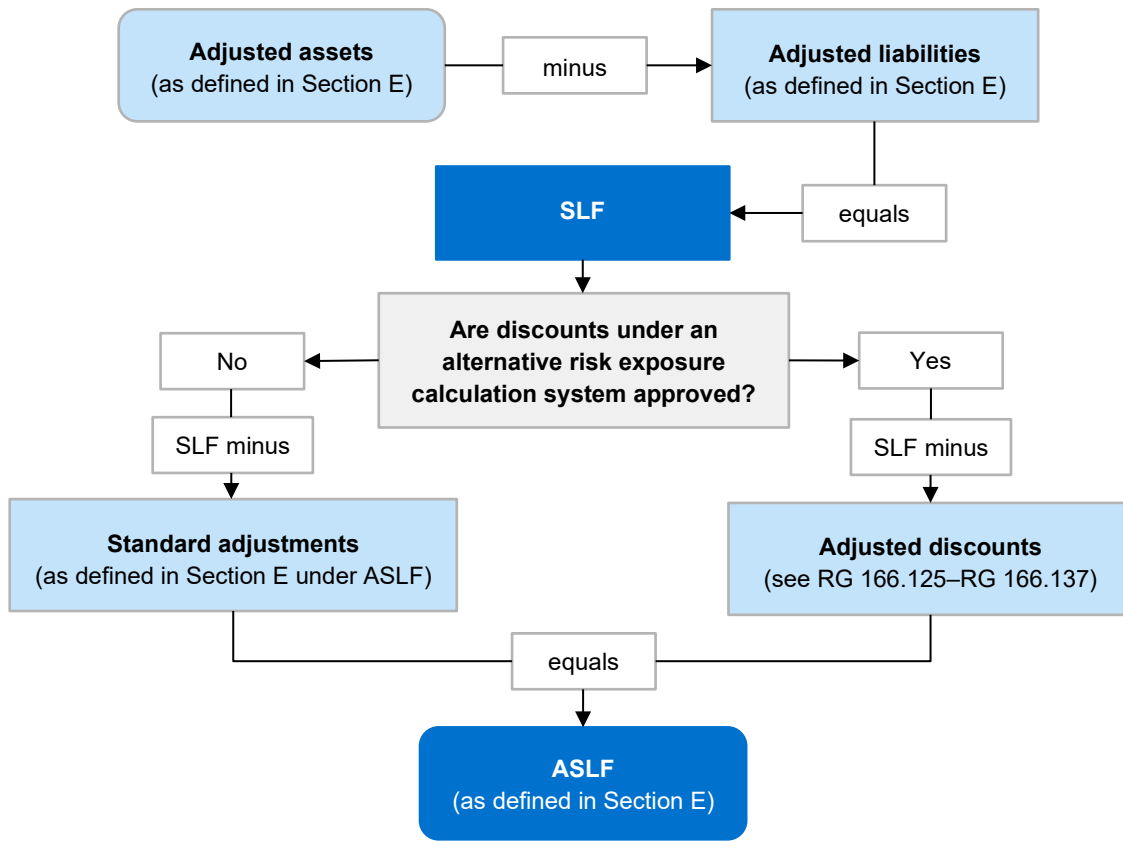 Adjusted assets
(as defined in Section E)
minus
Adjusted liabilities
(as defined in Section E)
equals
SLF
Are discounts under an
alternative risk exposure
calculation system approved?
No
Yes
SLF minus
SLF minus
Standard adjustments
(as defined in Section E under ASLF)
Adjusted discounts
(see RG 166.125–RG 166.137)
equals
ASLF
(as defined in Section E)